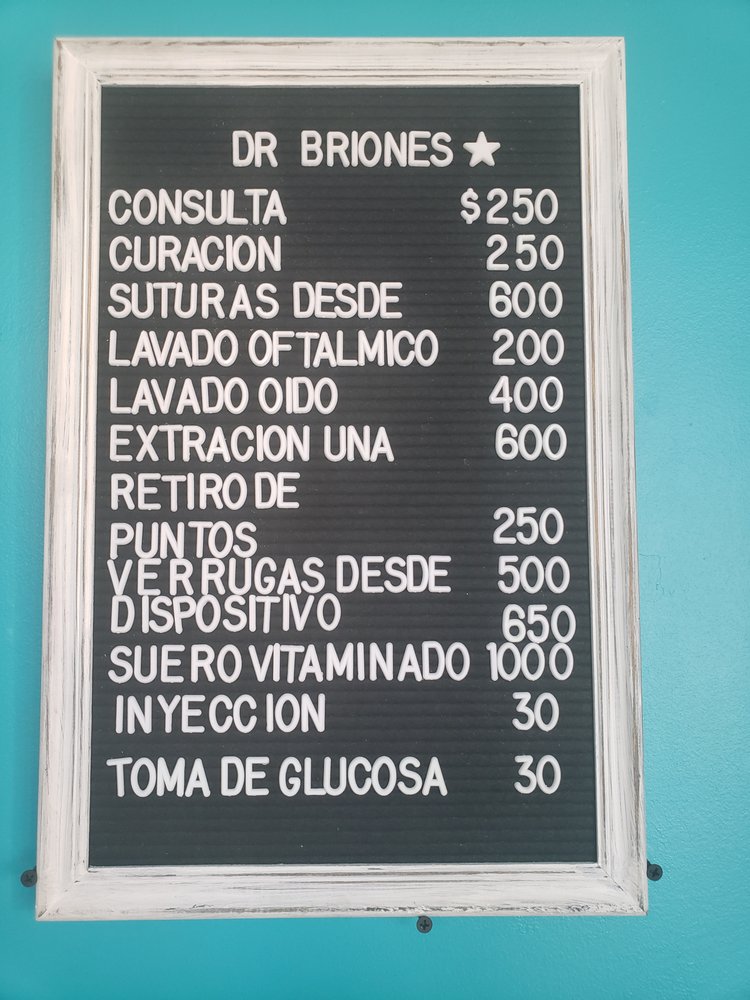 DR BRIONES ★
CONSULTA $250
CURACION 250
SUTURAS DESDE 600
LAVADO OFTALMICO 200
LAVADO OIDO 400
EXTRACION UNA 600
RETIRO DE
PUNTOS 250
VERRUGAS DESDE 500
DISPOSITIVO 650
SUERO VITAMINADO 1000
INYECCION 30
TOMA DE GLUCOSA 30